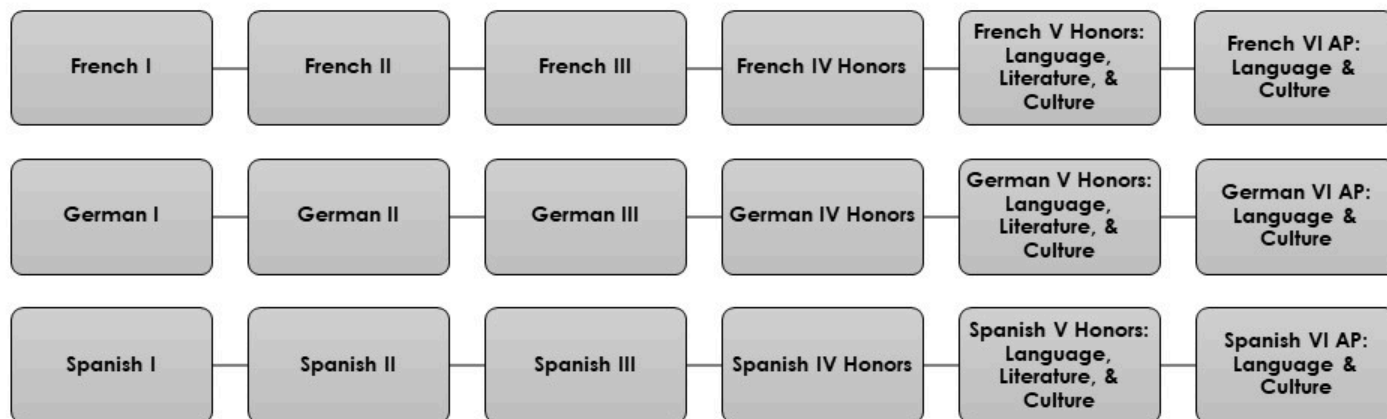 French I
French II
French III
French IV Honors
French V Honors:
Language,
Literature, &
Culture
French VI AP:
Language &
Culture
German I
German II
German III
German IV Honors
German V Honors:
Language,
Literature, &
Culture
German VI AP:
Language &
Culture
Spanish I
Spanish II
Spanish III
Spanish IV Honors
Spanish V Honors:
Language,
Literature, &
Culture
Spanish VI AP:
Language &
Culture